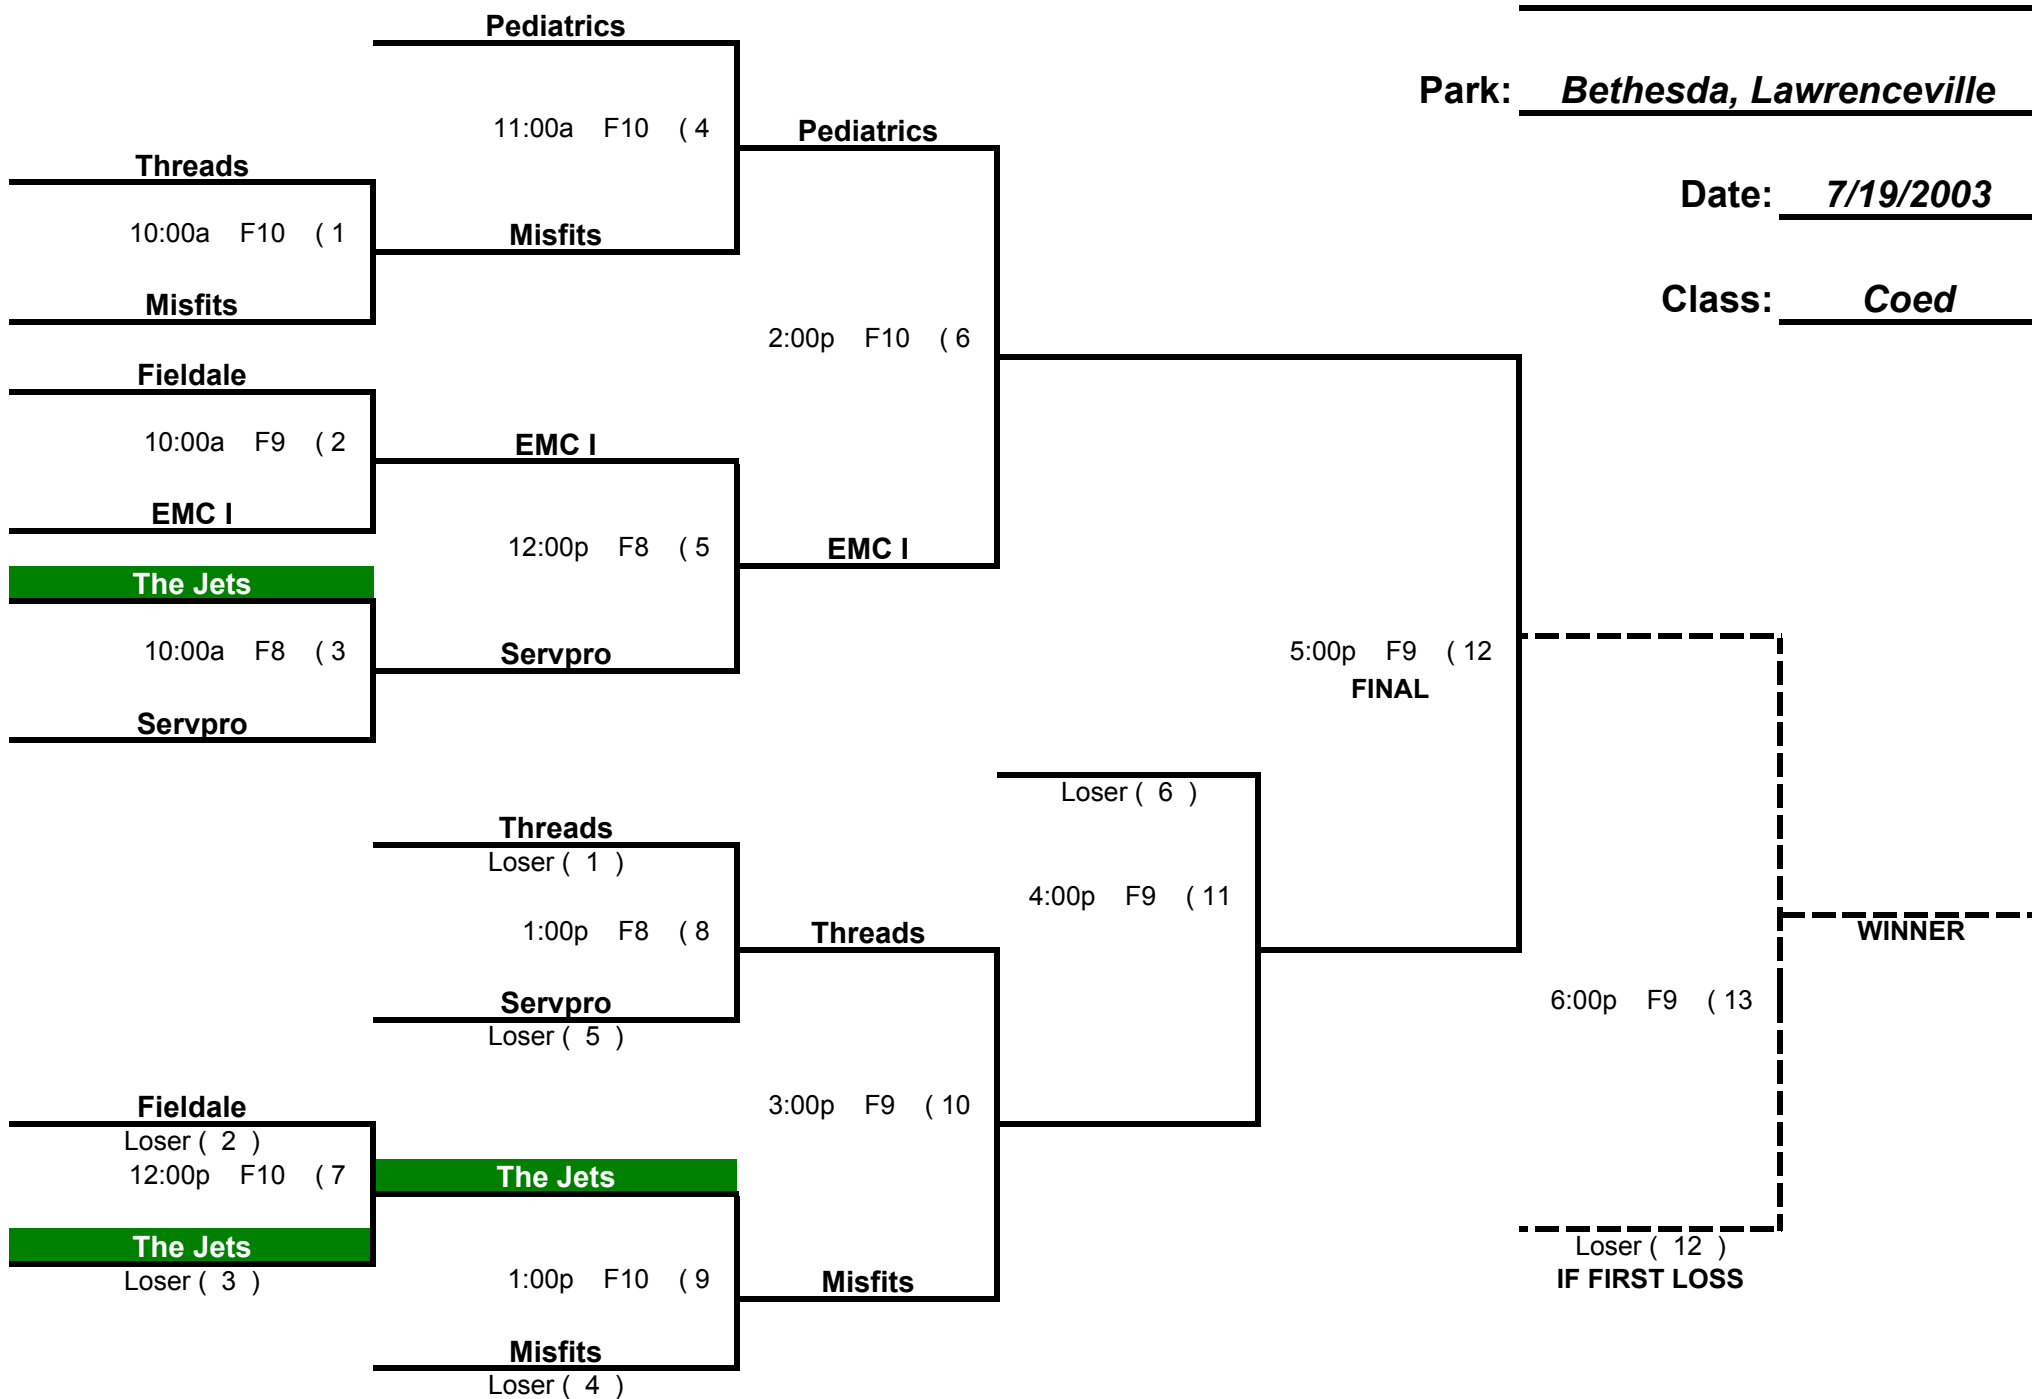 Pediatrics
Park: Bethesda, Lawrenceville
11:00a F10 ( 4
Pediatrics
Threads
Date: 7/19/2003
10:00a F10 ( 1
Misfits
Misfits
Class: Coed
2:00p F10 ( 6
Fieldale
10:00a F9 ( 2
EMC I
EMC I
12:00p F8 ( 5
EMC I
The Jets
10:00a F8 ( 3
Servpro
5:00p F9 ( 12
FINAL
Servpro
Loser ( 6 )
Threads
Loser ( 1 )
4:00p F9 ( 11
1:00p F8 ( 8
Threads
WINNER
Servpro
6:00p F9 ( 13
Loser ( 5 )
Fieldale
3:00p F9 ( 10
Loser ( 2 )
12:00p F10 ( 7
The Jets
The Jets
Loser ( 12 )
Loser ( 3 )
1:00p F10 ( 9
Misfits
IF FIRST LOSS
Misfits
Loser ( 4 )